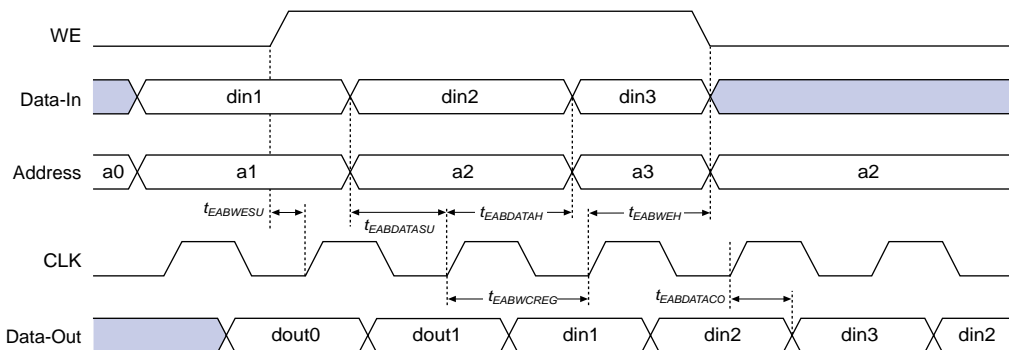 WE
Data-In din1 din2 din3
Address a0 a1 a2 a3 a2
tEABWESU tEABDATASU tEABDATAH tEABWEH
CLK
tEABWCREG tEABDATACO
Data-Out dout0 dout1 din1 din2 din3 din2